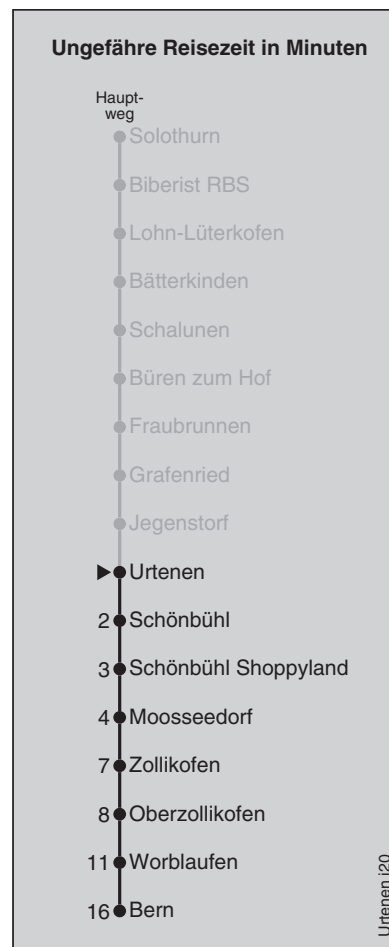 Ungefähre Reisezeit in Minuten
Haupt-
weg
Solothurn
Biberist RBS
Lohn-Lüterkofen
Bätterkinden
Schalunen
Büren zum Hof
Fraubrunnen
Grafenried
Jegenstorf
Urtenen
2 Schönbühl
3 Schönbühl Shoppyland
4 Moosseedorf
7 Zollikofen
8 Oberzollikofen
11 Worblaufen
16 Bern
Urtenen j20